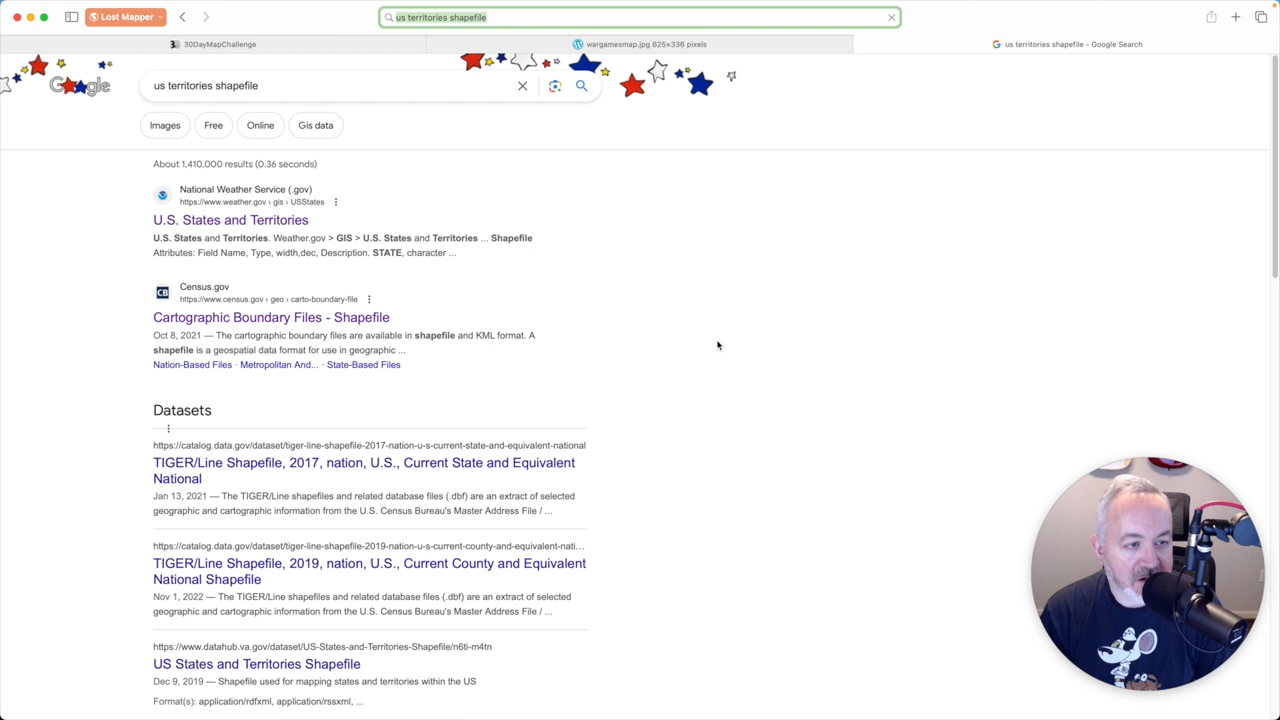 Lost Mapper
us territories shapefile
30DayMapChallenge
wargamesmap.jpg 625×336 pixels
us territories shapefile - Google Search
us territories shapefile
Images
Free
Online
Gis data
About 1,410,000 results (0.36 seconds)
National Weather Service (.gov)
https://www.weather.gov › gis › USStates
U.S. States and Territories
U.S. States and Territories. Weather.gov > GIS > U.S. States and Territories ... Shapefile
Attributes: Field Name, Type, width,dec, Description. STATE, character ...
CB
Census.gov
https://www.census.gov › geo › carto-boundary-file
Cartographic Boundary Files - Shapefile
Oct 8, 2021 — The cartographic boundary files are available in shapefile and KML format. A
shapefile is a geospatial data format for use in geographic ...
Nation-Based Files · Metropolitan And... · State-Based Files
Datasets
https://catalog.data.gov/dataset/tiger-line-shapefile-2017-nation-u-s-current-state-and-equivalent-national
TIGER/Line Shapefile, 2017, nation, U.S., Current State and Equivalent
National
Jan 13, 2021 — The TIGER/Line shapefiles and related database files (.dbf) are an extract of selected
geographic and cartographic information from the U.S. Census Bureau's Master Address File / ...
https://catalog.data.gov/dataset/tiger-line-shapefile-2019-nation-u-s-current-county-and-equivalent-nati...
TIGER/Line Shapefile, 2019, nation, U.S., Current County and Equivalent
National Shapefile
Nov 1, 2022 — The TIGER/Line shapefiles and related database files (.dbf) are an extract of selected
geographic and cartographic information from the U.S. Census Bureau's Master Address File / ...
https://www.datahub.va.gov/dataset/US-States-and-Territories-Shapefile/n6ti-m4tn
US States and Territories Shapefile
Dec 9, 2019 — Shapefile used for mapping states and territories within the US
Format(s): application/rdfxml, application/rssxml, ...